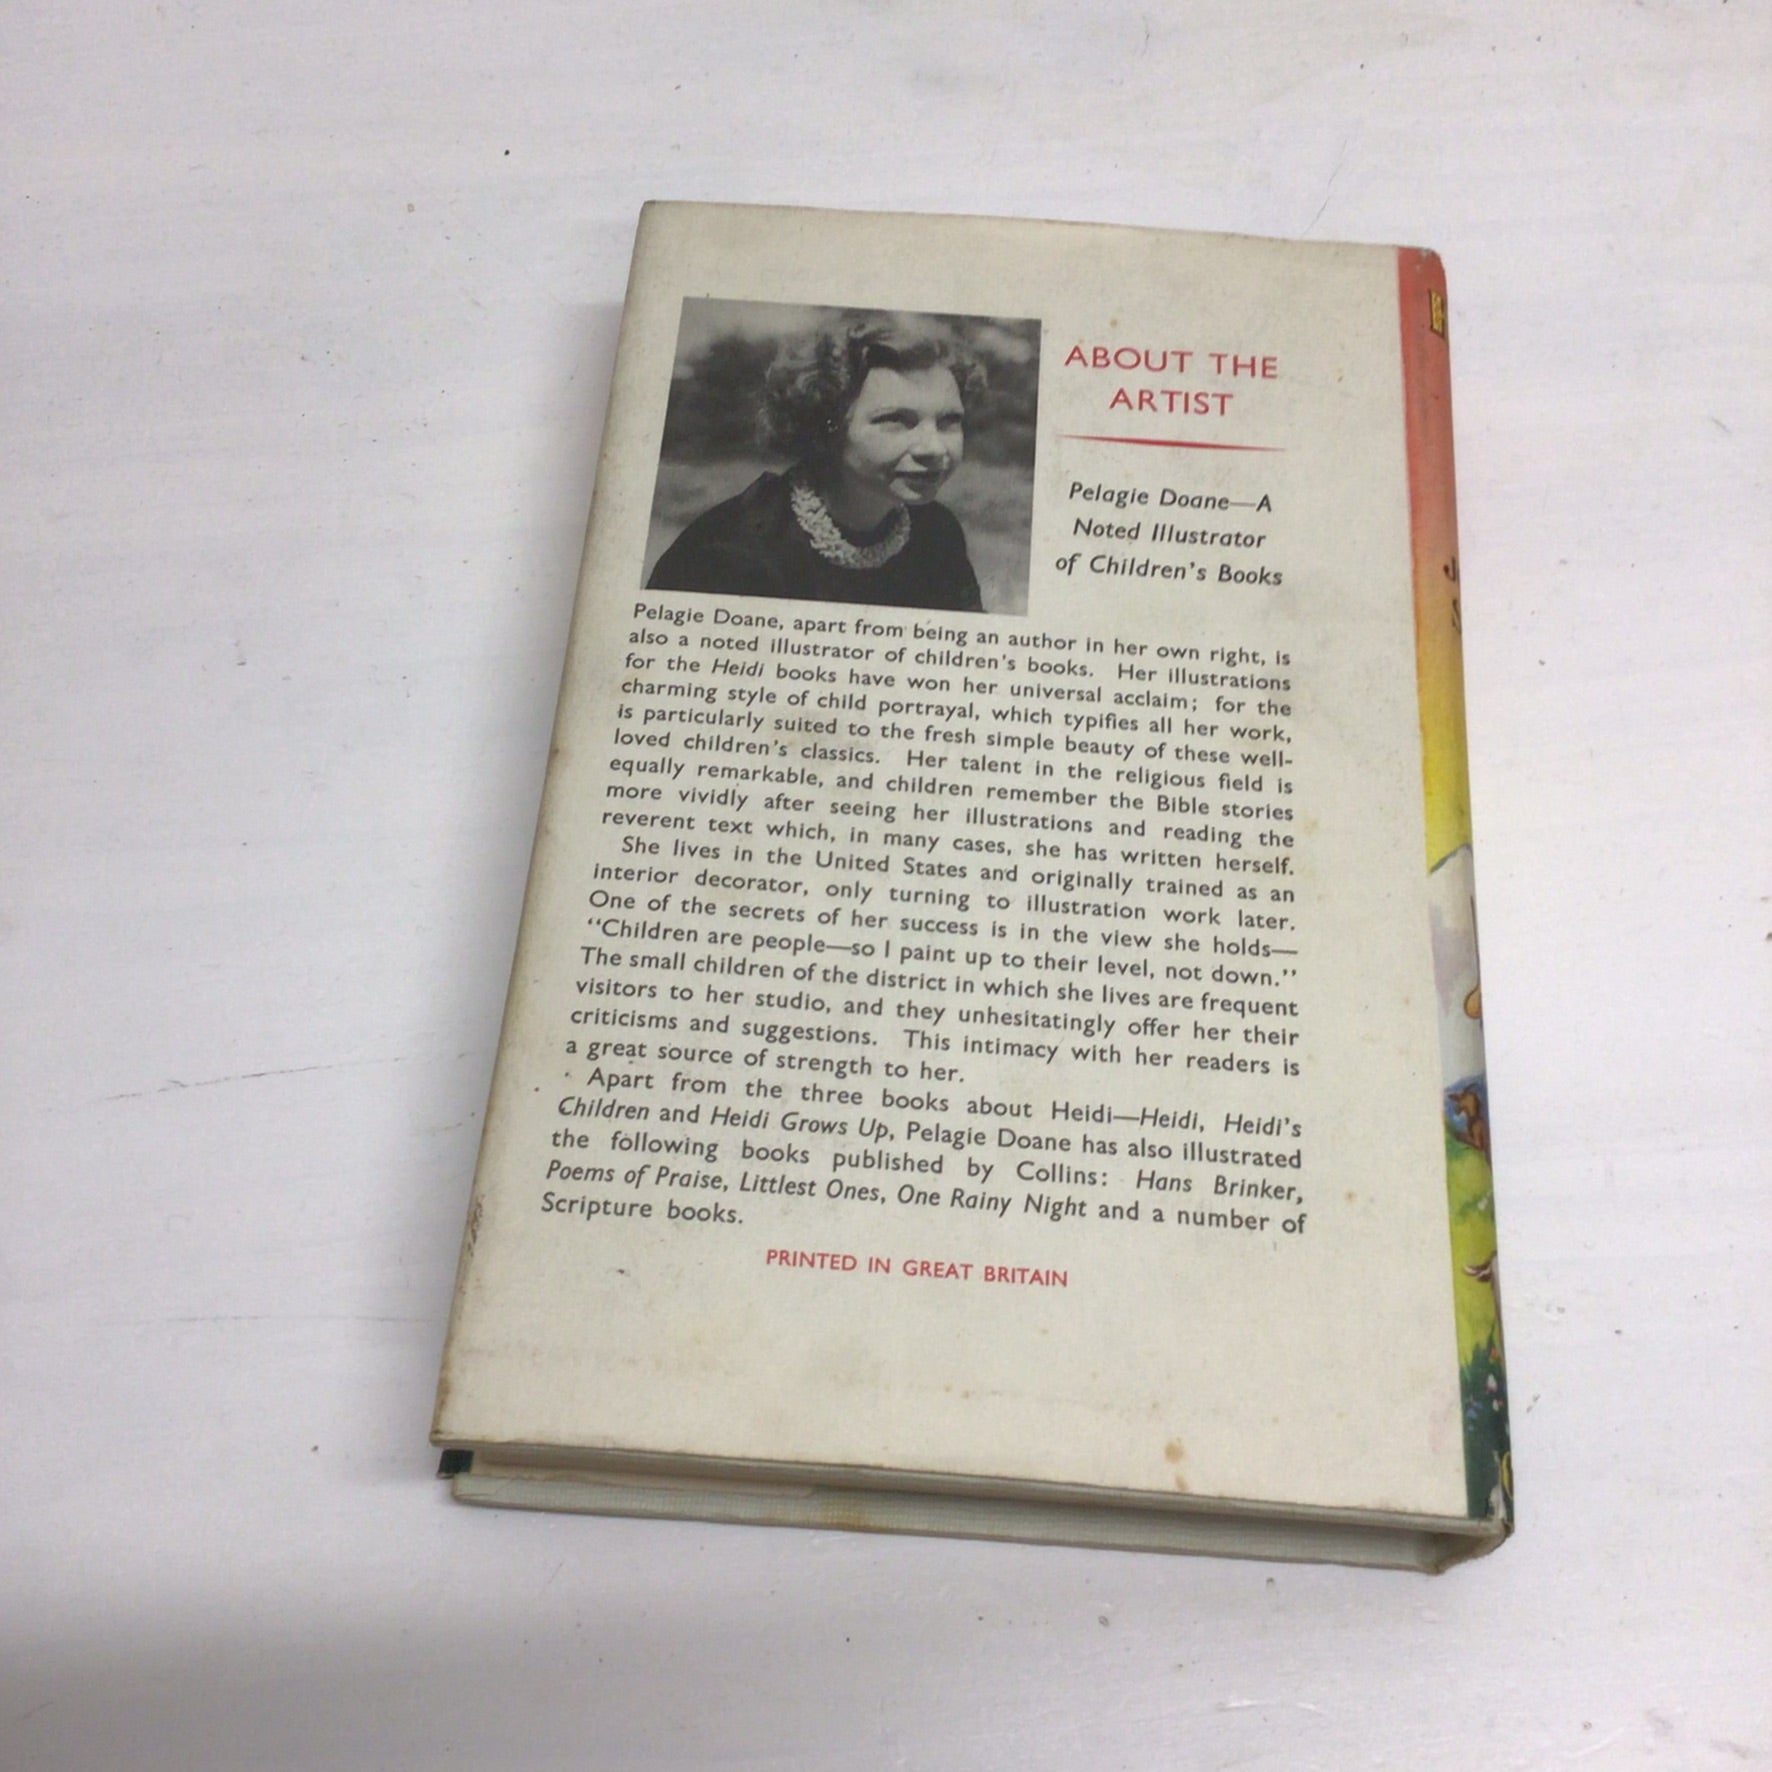 ABOUT THE
ARTIST
Pelagie Doane—A
Noted Illustrator
of Children's Books
Pelagie Doane, apart from being an author in her own right, is
also a noted illustrator of children's books. Her illustrations
for the Heidi books have won her universal acclaim; for the
charming style of child portrayal, which typifies all her work,
is particularly suited to the fresh simple beauty of these well-
loved children's classics. Her talent in the religious field is
equally remarkable, and children remember the Bible stories
more vividly after seeing her illustrations and reading the
reverent text which, in many cases, she has written herself.
She lives in the United States and originally trained as an
interior decorator, only turning to illustration work later.
One of the secrets of her success is in the view she holds—
"Children are people—so I paint up to their level, not down."
The small children of the district in which she lives are frequent
visitors to her studio, and they unhesitatingly offer her their
criticisms and suggestions. This intimacy with her readers is
a great source of strength to her.
Apart from the three books about Heidi—Heidi, Heidi's
Children and Heidi Grows Up, Pelagie Doane has also illustrated
the following books published by Collins: Hans Brinker,
Poems of Praise, Littlest Ones, One Rainy Night and a number of
Scripture books.
PRINTED IN GREAT BRITAIN